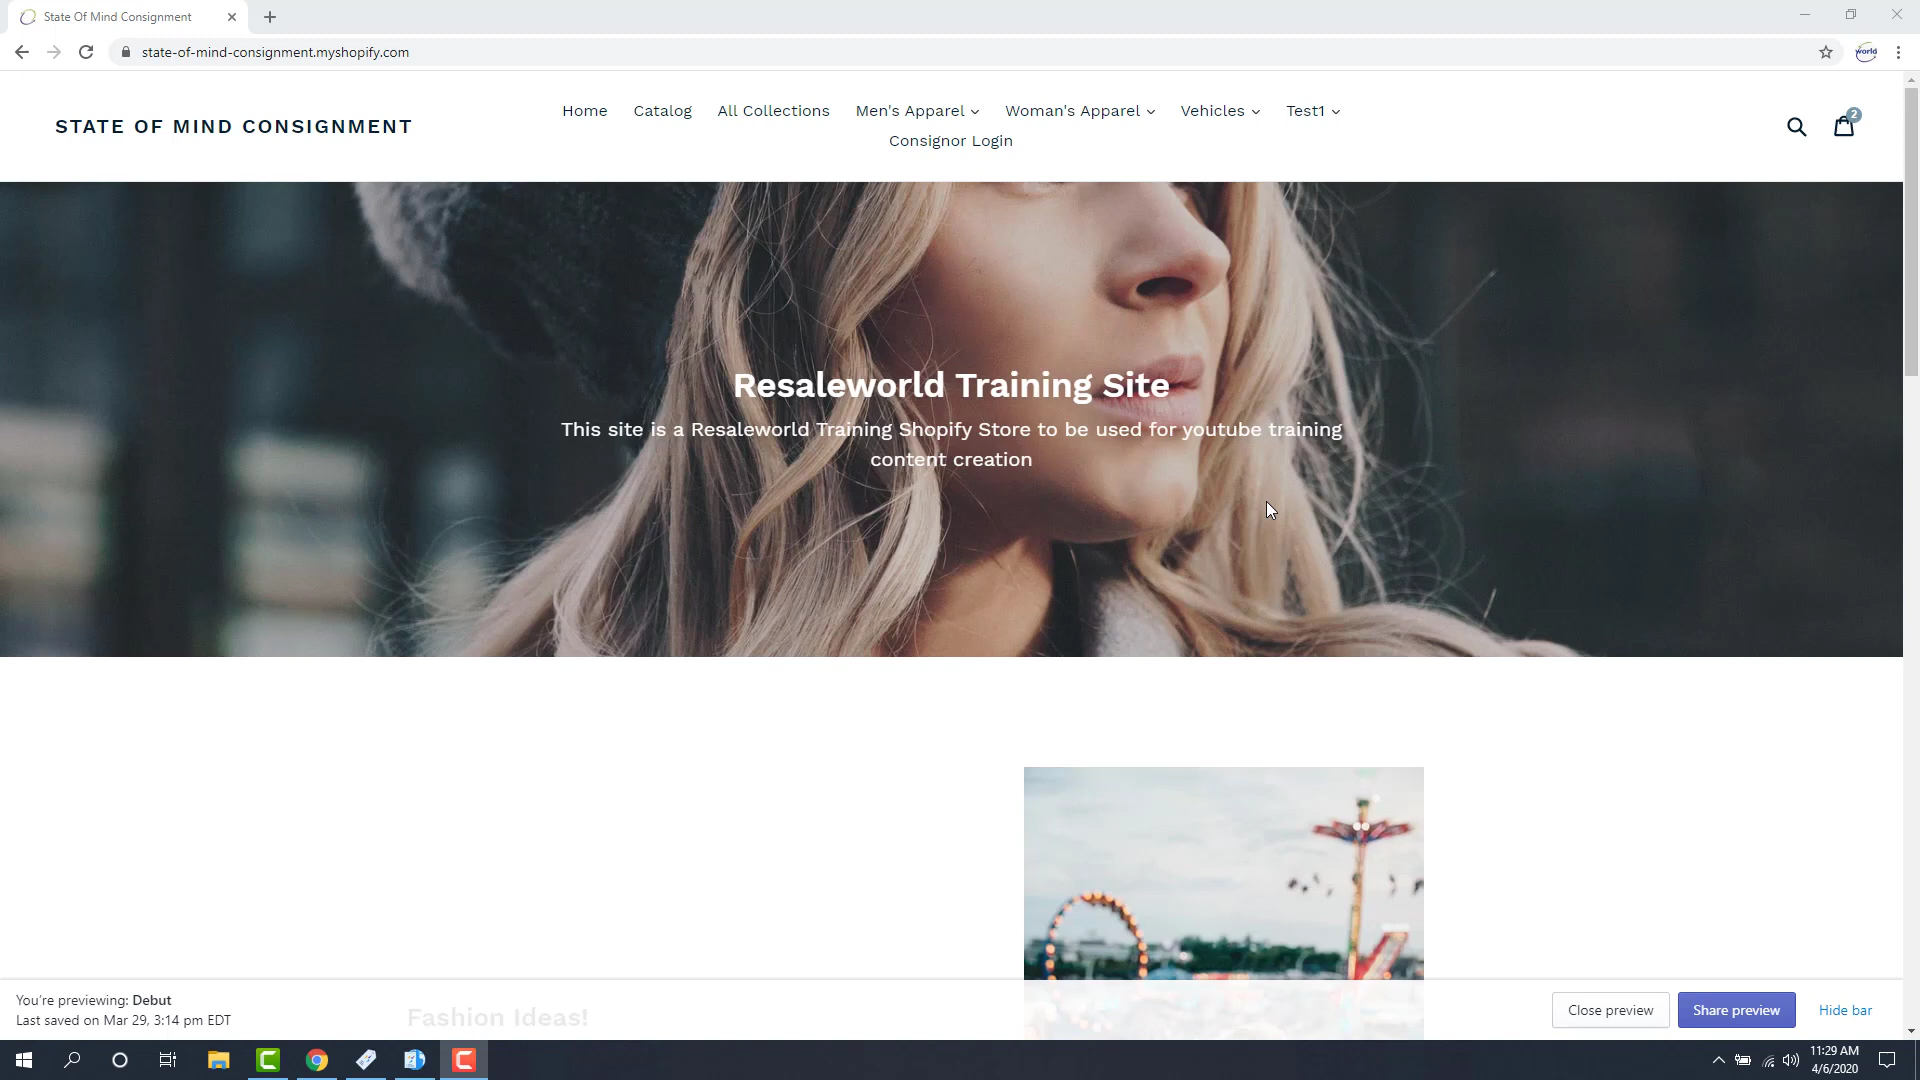 State Of Mind Consignment
state-of-mind-consignment.myshopify.com
world
STATE OF MIND CONSIGNMENT
Home Catalog All Collections Men's Apparel Woman's Apparel Vehicles Test1
Consignor Login
2
Resaleworld Training Site
This site is a Resaleworld Training Shopify Store to be used for youtube training
content creation
Fashion Ideas!
You're previewing: Debut
Last saved on Mar 29, 3:14 pm EDT
Close preview
Share preview
Hide bar
11:29 AM
4/6/2020